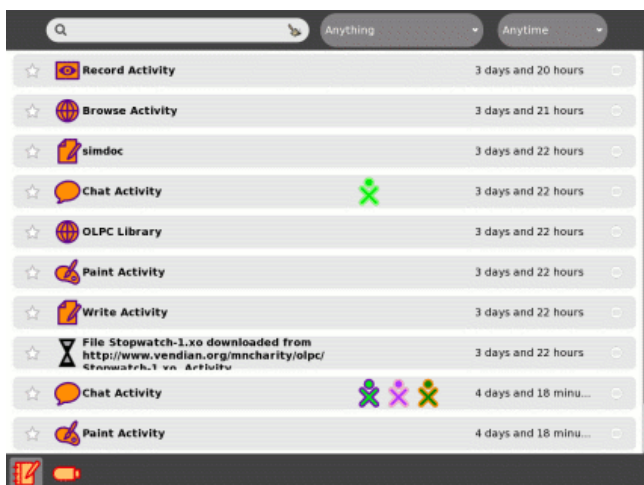 Anything Anytime
Record Activity 3 days and 20 hours
Browse Activity 3 days and 21 hours
simdoc 3 days and 22 hours
Chat Activity 3 days and 22 hours
OLPC Library 3 days and 22 hours
Paint Activity 3 days and 22 hours
Write Activity 3 days and 22 hours
File Stopwatch-1.xo downloaded from
http://www.vendian.org/mncharity/olpc/ 3 days and 22 hours
Stopwatch-1.xo. Activity
Chat Activity 4 days and 18 minu...
Paint Activity 4 days and 18 minu...